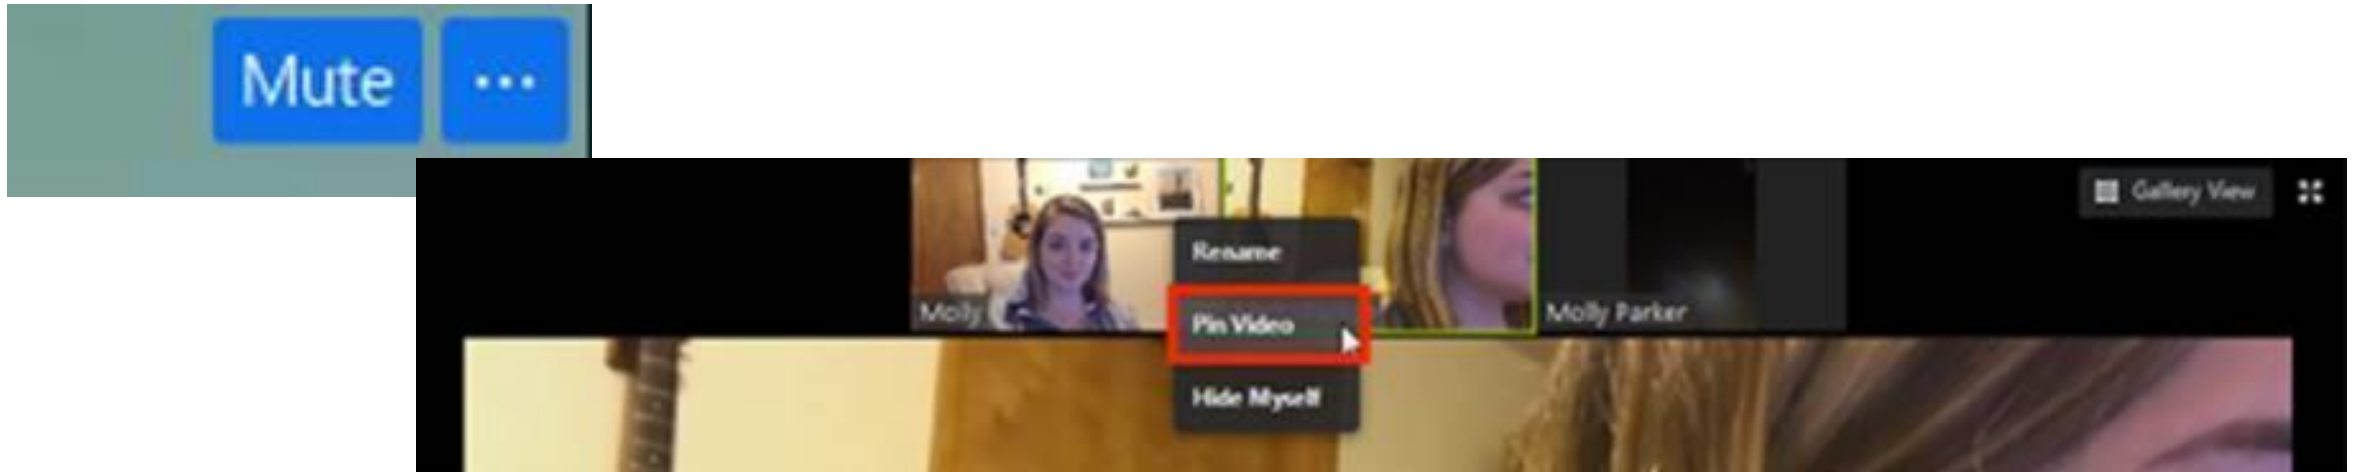 Mute ...
Gallery View
Rename
Molly
Pin Video
Molly Parker
Hide Myself